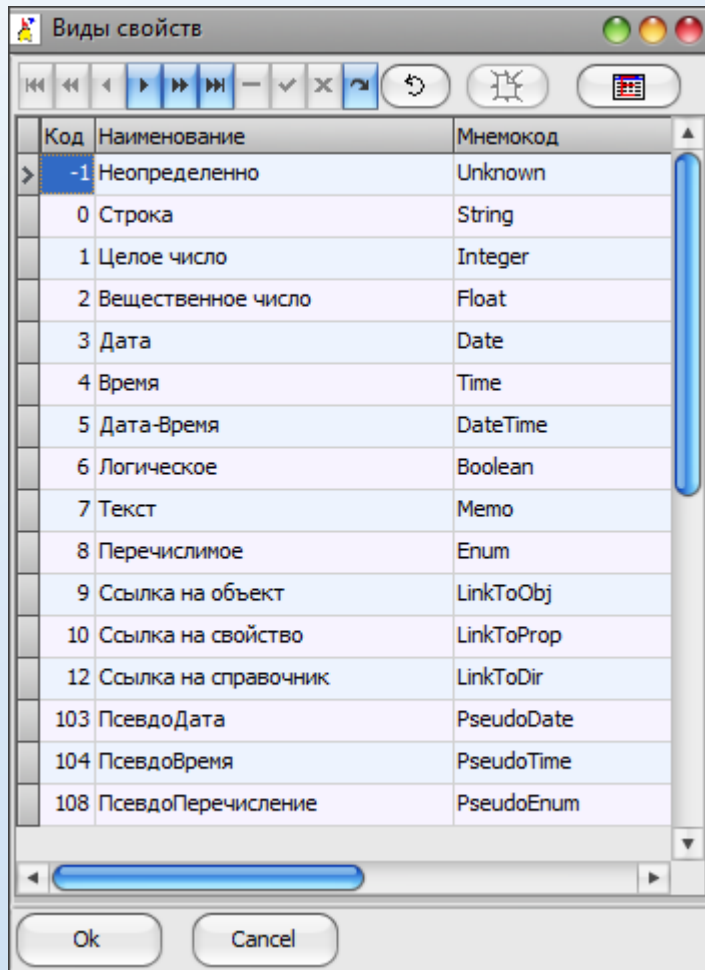 Виды свойств
Код Наименование Мнемокод
-1 Неопределенно Unknown
0 Строка String
1 Целое число Integer
2 Вещественное число Float
3 Дата Date
4 Время Time
5 Дата-Время DateTime
6 Логическое Boolean
7 Текст Memo
8 Перечислимое Enum
9 Ссылка на объект LinkToObj
10 Ссылка на свойство LinkToProp
12 Ссылка на справочник LinkToDir
103 ПсевдоДата PseudoDate
104 ПсевдоВремя PseudoTime
108 ПсевдоПеречисление PseudoEnum
Ok Cancel